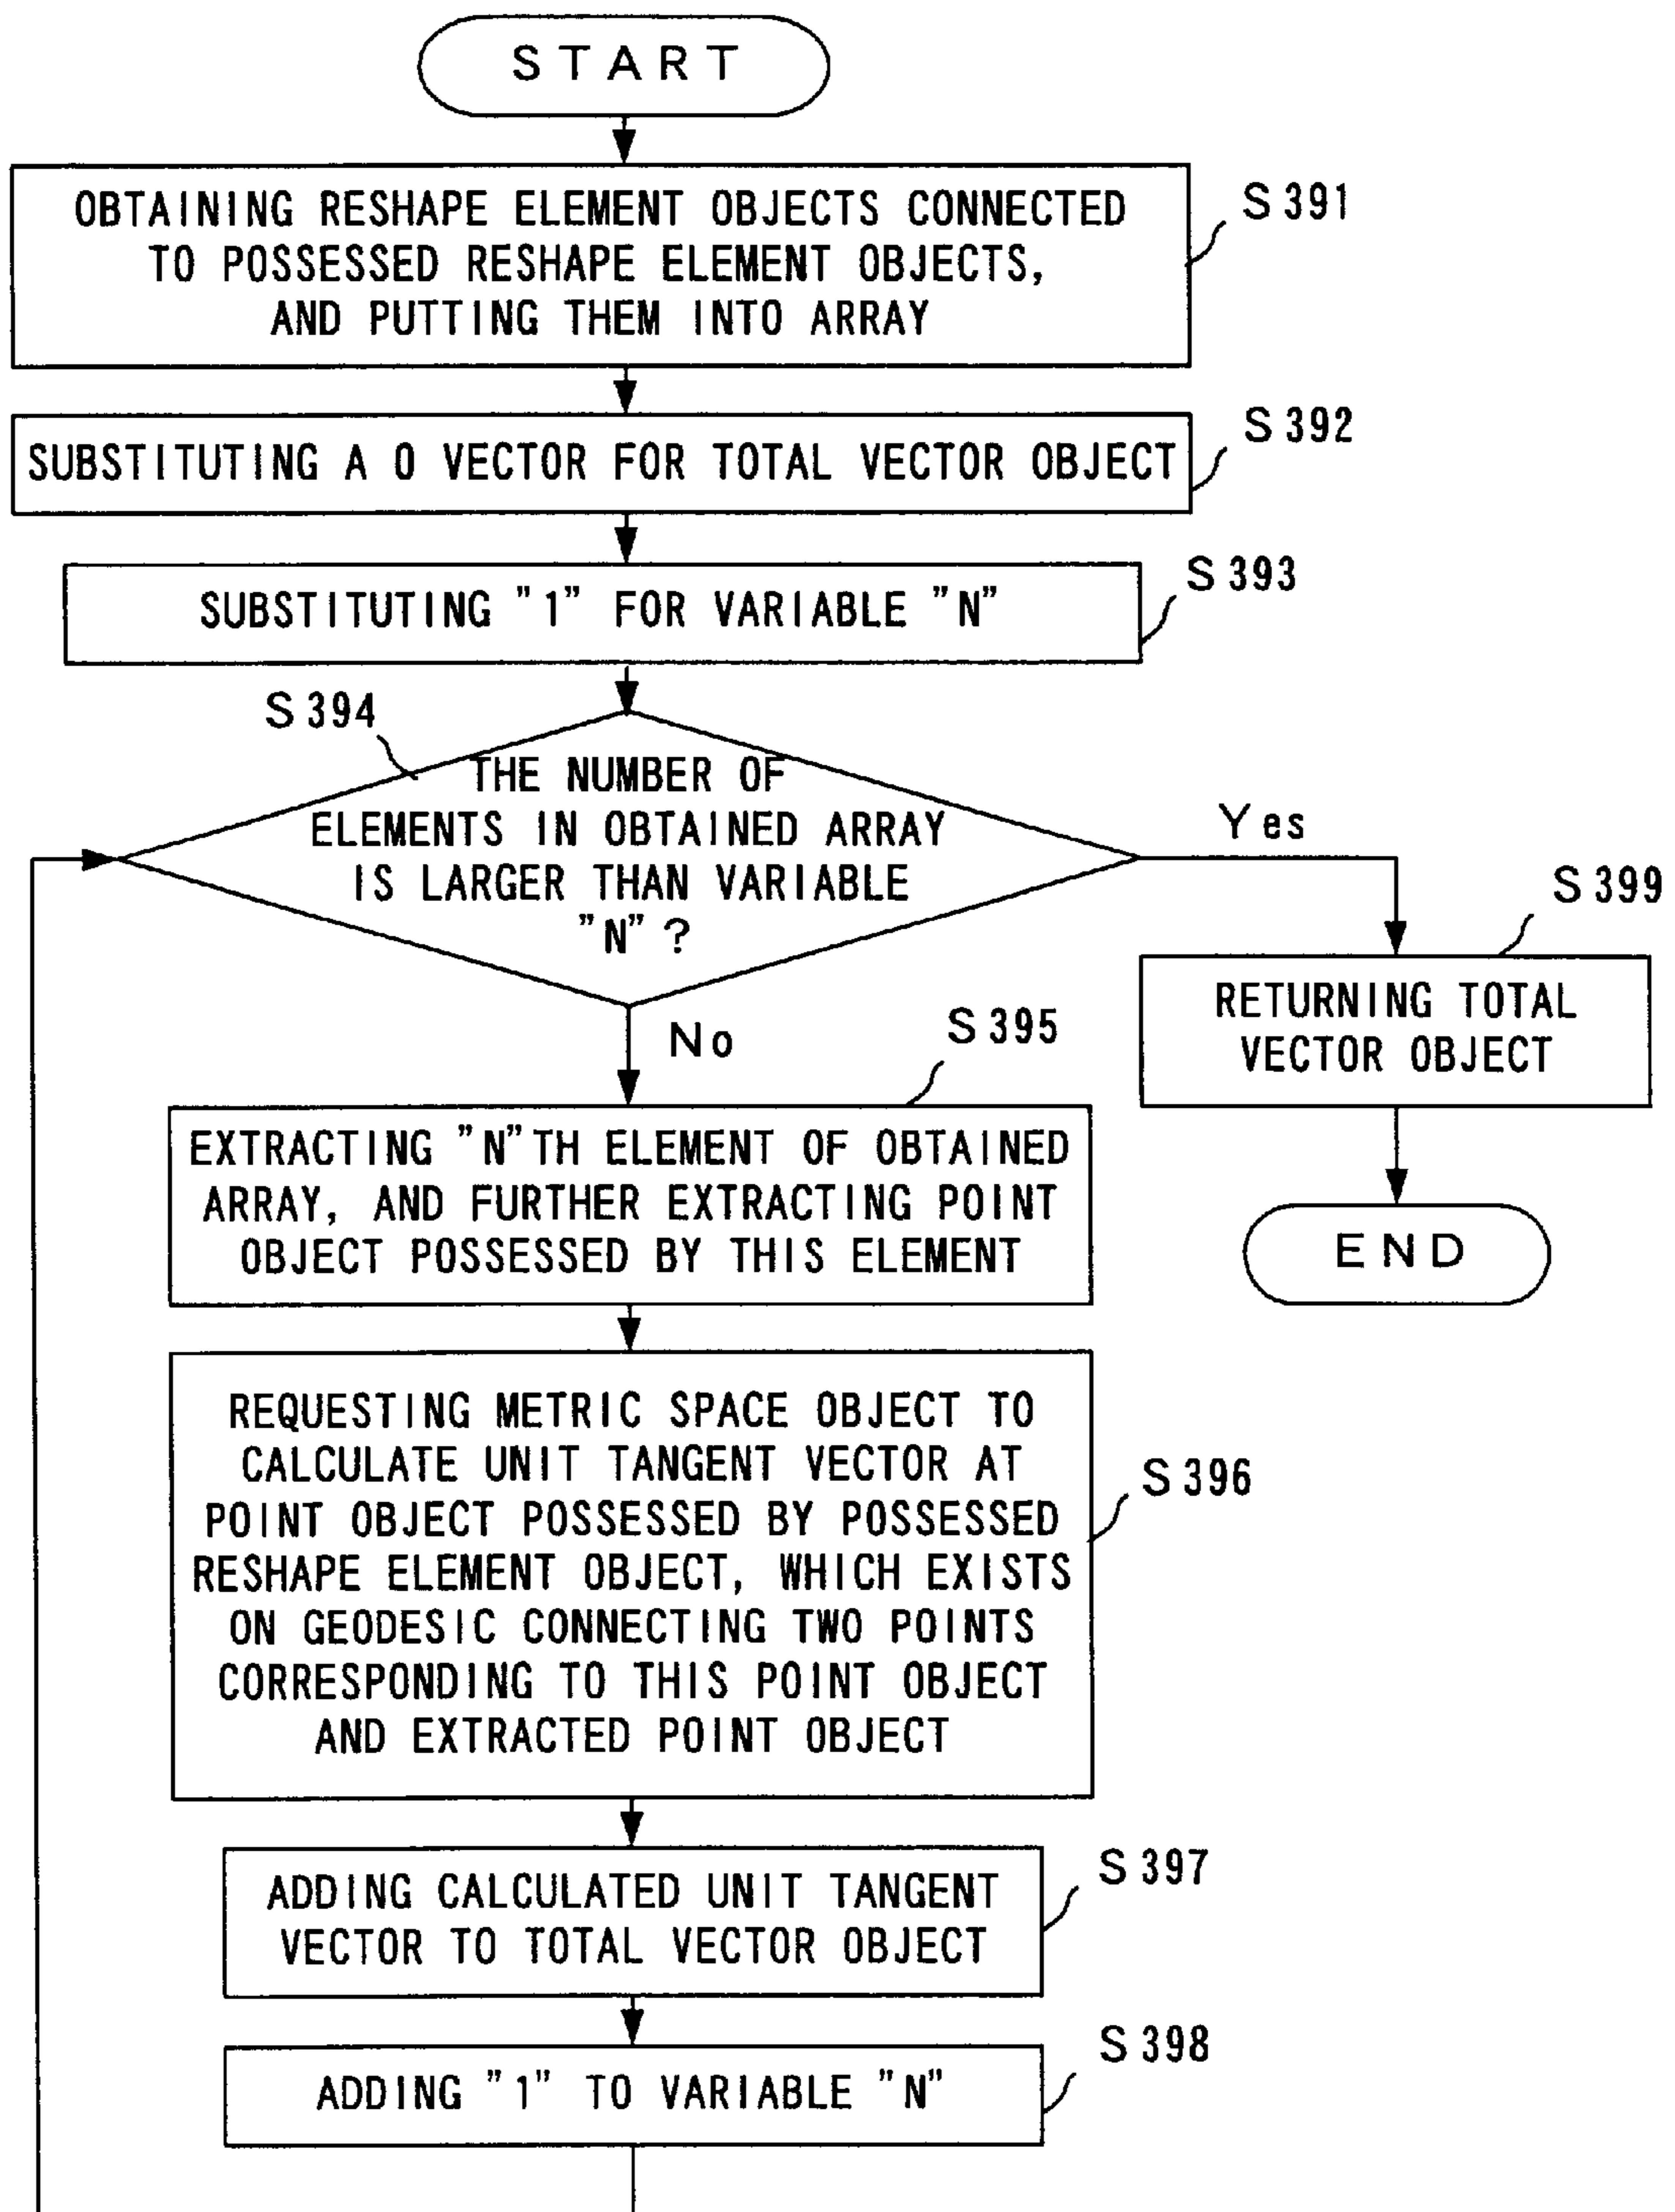 START
OBTAINING RESHAPE ELEMENT OBJECTS CONNECTED
TO POSSESSED RESHAPE ELEMENT OBJECTS,
AND PUTTING THEM INTO ARRAY
S391
SUBSTITUTING A 0 VECTOR FOR TOTAL VECTOR OBJECT
S392
SUBSTITUTING "1" FOR VARIABLE "N"
S393
S394
THE NUMBER OF
ELEMENTS IN OBTAINED ARRAY
IS LARGER THAN VARIABLE
"N"?
Yes
S399
RETURNING TOTAL
VECTOR OBJECT
END
No
S395
EXTRACTING "N"TH ELEMENT OF OBTAINED
ARRAY, AND FURTHER EXTRACTING POINT
OBJECT POSSESSED BY THIS ELEMENT
REQUESTING METRIC SPACE OBJECT TO
CALCULATE UNIT TANGENT VECTOR AT
POINT OBJECT POSSESSED BY POSSESSED
RESHAPE ELEMENT OBJECT, WHICH EXISTS
ON GEODESIC CONNECTING TWO POINTS
CORRESPONDING TO THIS POINT OBJECT
AND EXTRACTED POINT OBJECT
S396
ADDING CALCULATED UNIT TANGENT
VECTOR TO TOTAL VECTOR OBJECT
S397
ADDING "1" TO VARIABLE "N"
S398